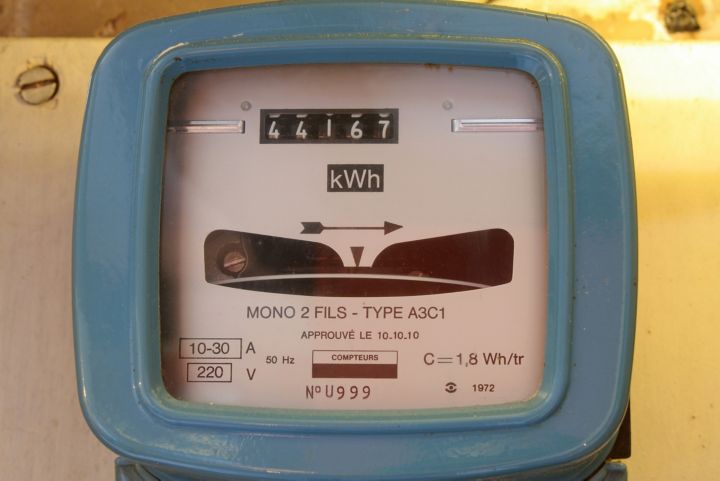 44167
kWh
MONO 2 FILS - TYPE A3C1
APPROUVÉ LE 10.10.10
10-30 A
50 Hz
COMPTEURS
C=1,8 Wh/tr
220 V
NºU999
1972